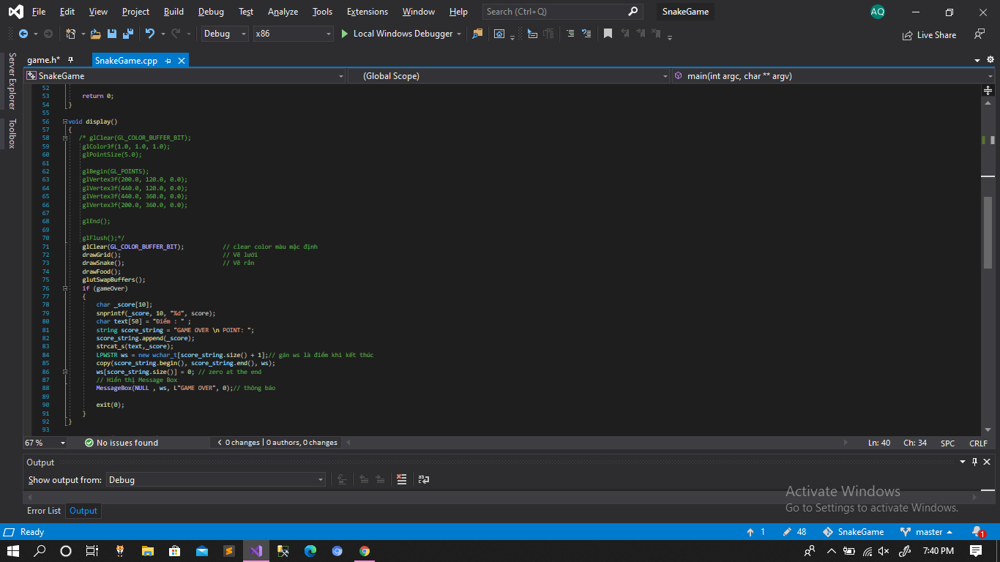 File Edit View Project Build Debug Test Analyze Tools Extensions Window Help Search (Ctrl+Q) SnakeGame AQ
Debug x86 Local Windows Debugger Live Share
game.h* SnakeGame.cpp
SnakeGame (Global Scope) main(int argc, char ** argv)
Server Explorer
Toolbox
52
53 return 0;
54 }
55
56 void display()
57 {
58 /* glClear(GL_COLOR_BUFFER_BIT);
59 glColor3f(1.0, 1.0, 1.0);
60 glPointSize(5.0);
61
62 glBegin(GL_POINTS);
63 glVertex3f(200.0, 120.0, 0.0);
64 glVertex3f(440.0, 120.0, 0.0);
65 glVertex3f(440.0, 360.0, 0.0);
66 glVertex3f(200.0, 360.0, 0.0);
67
68 glEnd();
69
70 glFlush();*/
71 glClear(GL_COLOR_BUFFER_BIT); // clear color màu mặc định
72 drawGrid(); // Vẽ lưới
73 drawSnake(); // Vẽ rắn
74 drawFood();
75 glutSwapBuffers();
76 if (gameOver)
77 {
78 char _score[10];
79 snprintf(_score, 10, "%d", score);
80 char text[50] = "Điểm : " ;
81 string score_string = "GAME OVER \n POINT: ";
82 score_string.append(_score);
83 strcat_s(text,_score);
84 LPWSTR ws = new wchar_t[score_string.size() + 1];// gán ws là điểm khi kết thúc
85 copy(score_string.begin(), score_string.end(), ws);
86 ws[score_string.size()] = 0; // zero at the end
87 // Hiển thị Message Box
88 MessageBox(NULL , ws, L"GAME OVER", 0);// thông báo
89
90 exit(0);
91 }
92 }
93
67 % No issues found 0 changes | 0 authors, 0 changes Ln: 40 Ch: 34 SPC CRLF
Output
Show output from: Debug
Activate Windows
Go to Settings to activate Windows.
Error List Output
Ready 1 48 SnakeGame master 1
7:40 PM